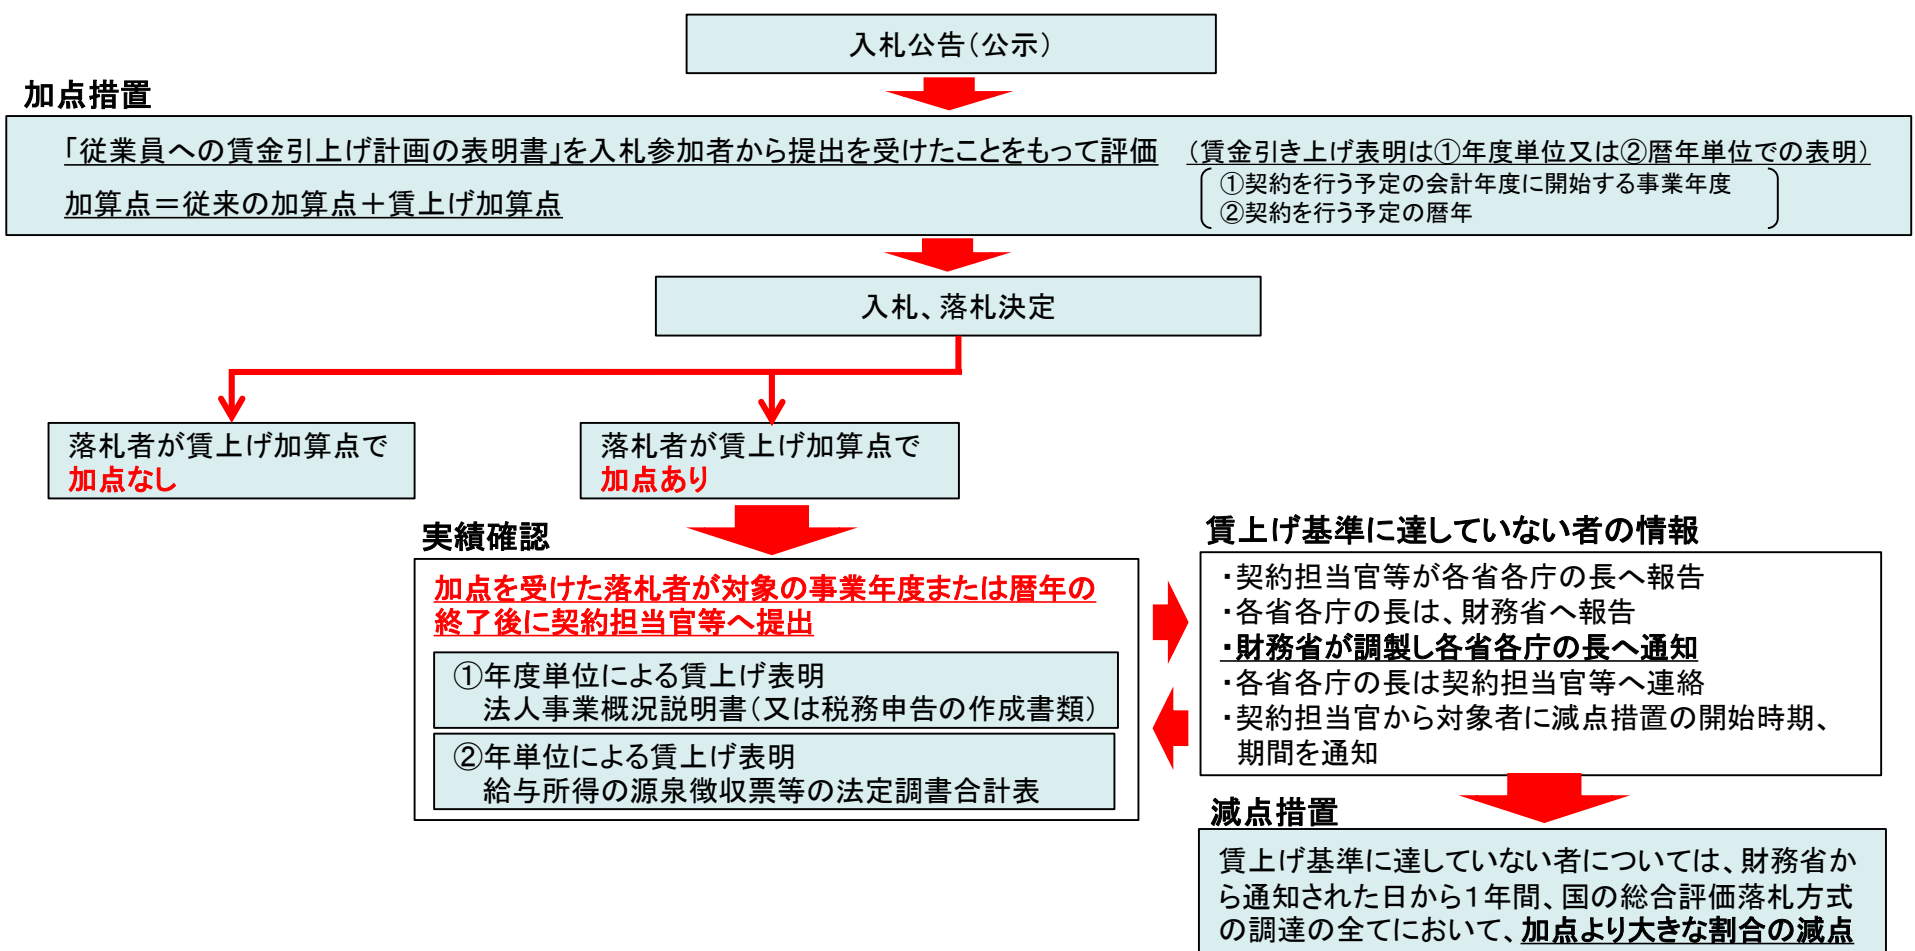 入札公告（公示）
加点措置
「従業員への賃金引上げ計画の表明書」を入札参加者から提出を受けたことをもって評価
（賃金引き上げ表明は①年度単位又は②暦年単位での表明）
加算点＝従来の加算点＋賃上げ加算点
①契約を行う予定の会計年度に開始する事業年度
②契約を行う予定の暦年
入札、落札決定
落札者が賃上げ加算点で
加点なし
落札者が賃上げ加算点で
加点あり
実績確認
加点を受けた落札者が対象の事業年度または暦年の
終了後に契約担当官等へ提出
①年度単位による賃上げ表明
法人事業概況説明書（又は税務申告の作成書類）
②年単位による賃上げ表明
給与所得の源泉徴収票等の法定調書合計表
賃上げ基準に達していない者の情報
・契約担当官等が各省各庁の長へ報告
・各省各庁の長は、財務省へ報告
・財務省が調製し各省各庁の長へ通知
・各省各庁の長は契約担当官等へ連絡
・契約担当官から対象者に減点措置の開始時期、
期間を通知
減点措置
賃上げ基準に達していない者については、財務省か
ら通知された日から１年間、国の総合評価落札方式
の調達の全てにおいて、加点より大きな割合の減点